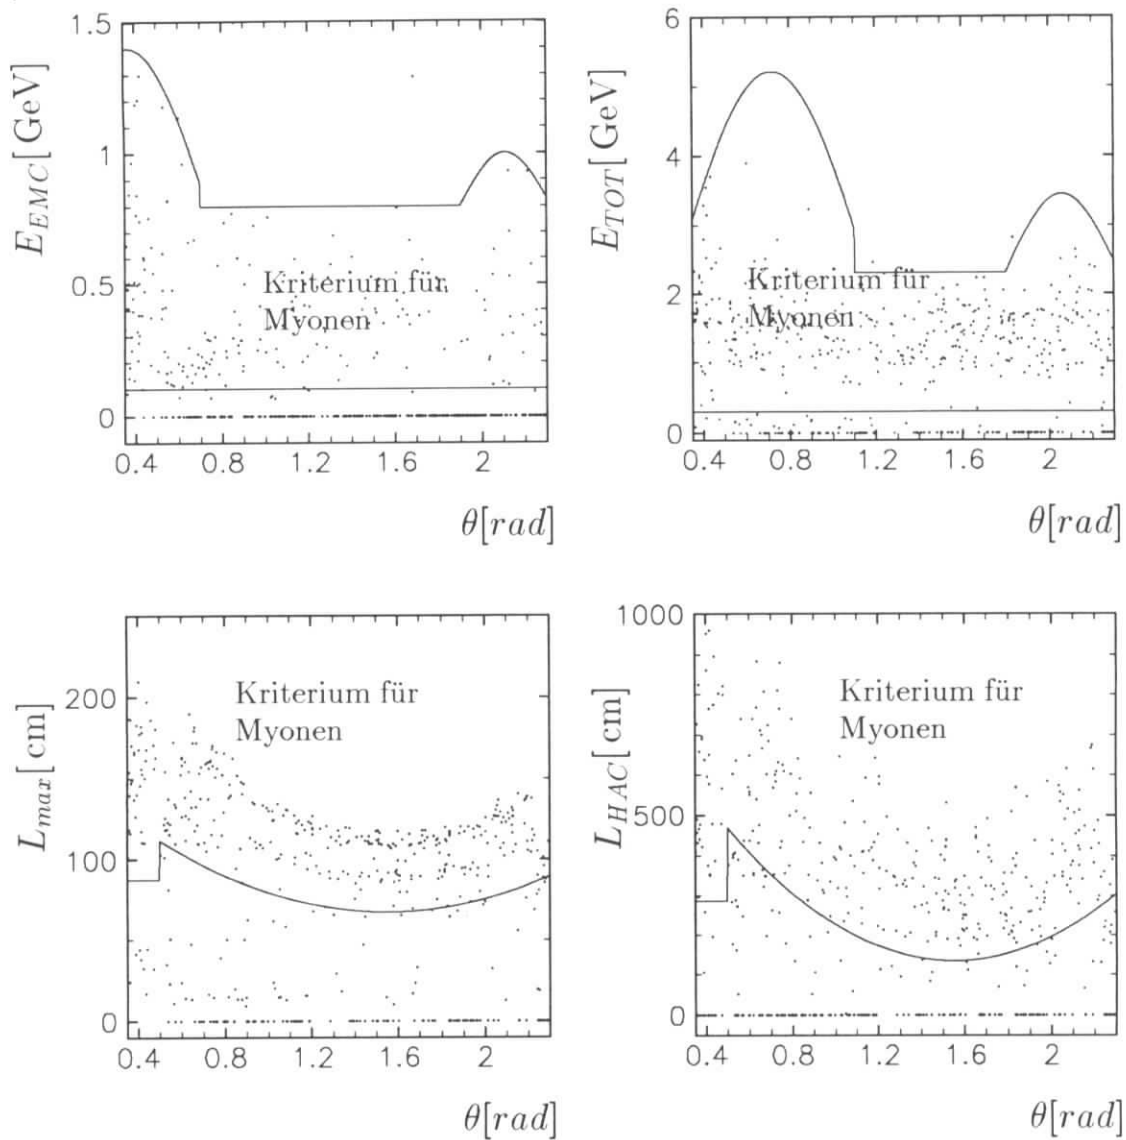 1.5
1
0.5
0
E_EMC[GeV]
Kriterium für
Myonen
0.4 0.8 1.2 1.6 2
θ[rad]
6
4
2
0
E_TOT[GeV]
Kriterium für
Myonen
0.4 0.8 1.2 1.6 2
θ[rad]
200
100
0
L_max[cm]
Kriterium für
Myonen
0.4 0.8 1.2 1.6 2
θ[rad]
1000
500
0
L_HAC[cm]
Kriterium für
Myonen
0.4 0.8 1.2 1.6 2
θ[rad]